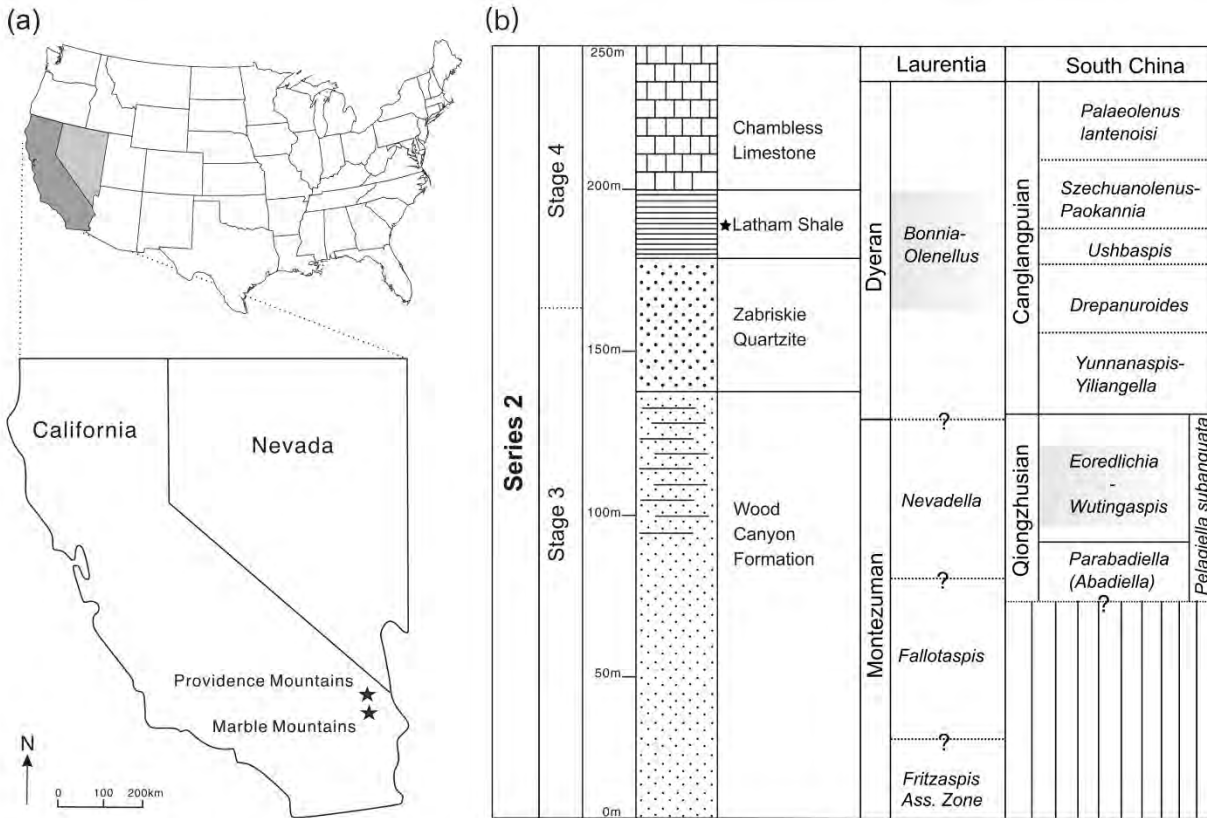 (a)
California
Nevada
Providence Mountains
Marble Mountains
N
0 100 200km
(b)
Series 2
Stage 4
Stage 3
250m
200m
150m
100m
50m
0m
Chambless
Limestone
Latham Shale
Zabriskie
Quartzite
Wood
Canyon
Formation
Laurentia
Dyeran
Montezuman
Bonnia-
Olenellus
?
Nevadella
?
Fallotaspis
?
Fritzaspis
Ass. Zone
South China
Canglangpuian
Qiongzhusian
Palaeolenus
lantenoisi
Szechuanolenus-
Paokannia
Ushbaspis
Drepanuroides
Yunnanaspis-
Yiliangella
Eoredlichia
-
Wutingaspis
Parabadiella
(Abadiella)
?
Pelagiella subangulata